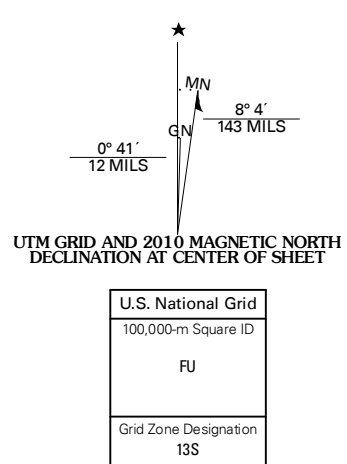 ★
MN
8° 4´
143 MILS
GN
0° 41´
12 MILS
UTM GRID AND 2010 MAGNETIC NORTH
DECLINATION AT CENTER OF SHEET
U.S. National Grid
100,000-m Square ID
FU
Grid Zone Designation
13S